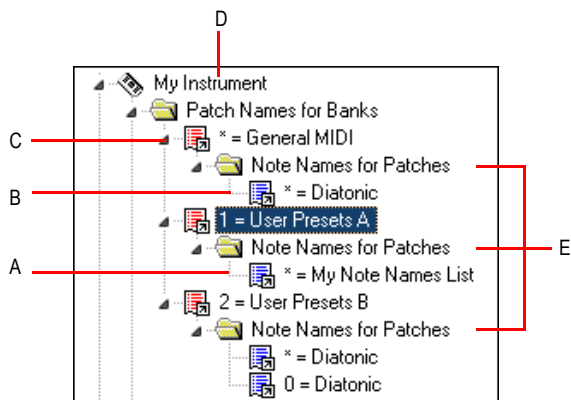 D
My Instrument
Patch Names for Banks
C
* = General MIDI
Note Names for Patches
B
* = Diatonic
1 = User Presets A
Note Names for Patches
E
A
* = My Note Names List
2 = User Presets B
Note Names for Patches
* = Diatonic
0 = Diatonic